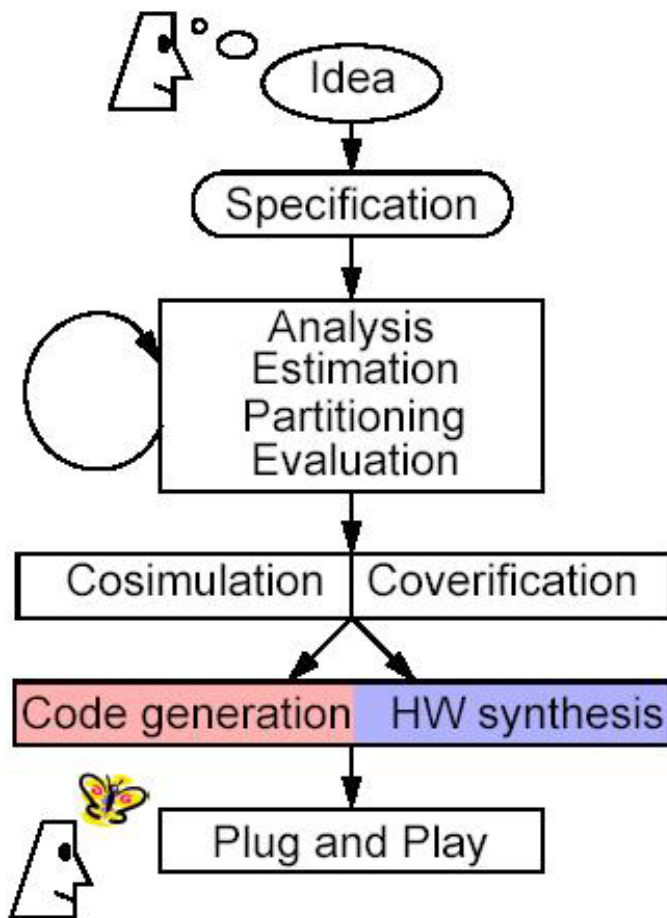 Idea
Specification
Analysis
Estimation
Partitioning
Evaluation
Cosimulation Coverification
Code generation HW synthesis
Plug and Play